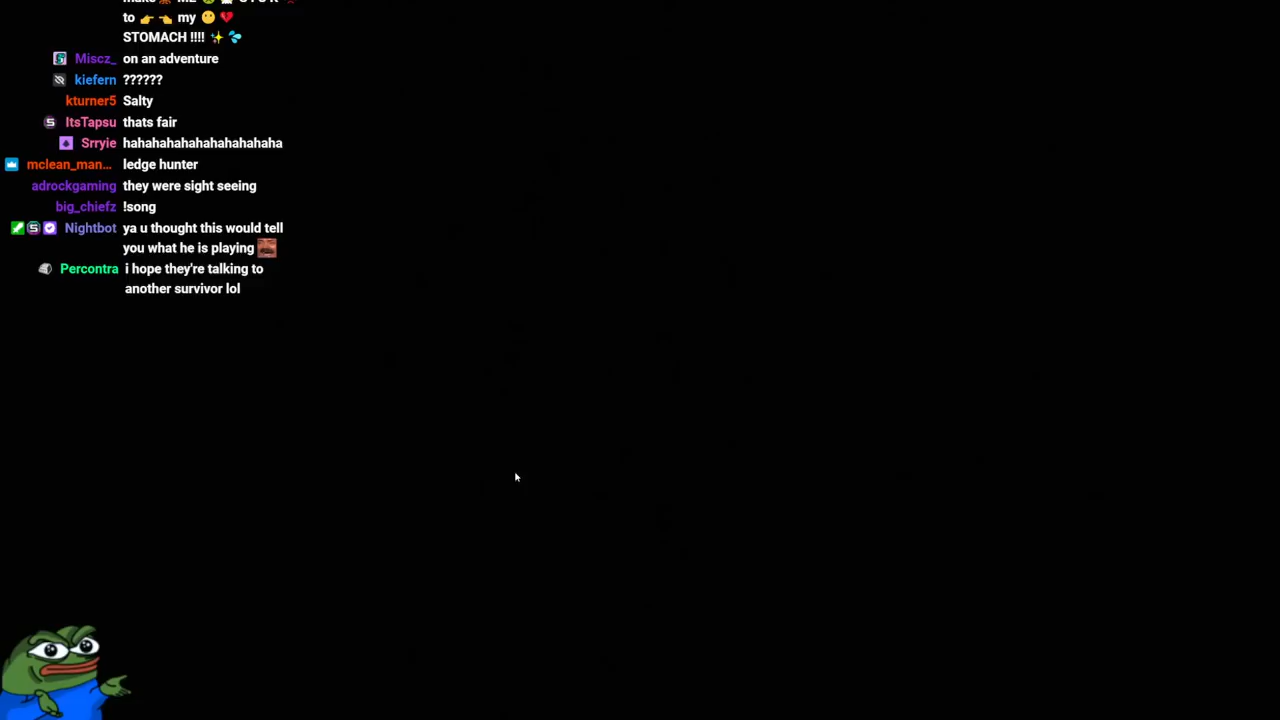 to 👉 👈 my 😶 💔
STOMACH !!!! ✨ 💦
Miscz_ on an adventure
kiefern ??????
kturner5 Salty
ItsTapsu thats fair
Srryie hahahahahahahahahaha
mclean_man... ledge hunter
adrockgaming they were sight seeing
big_chiefz !song
Nightbot ya u thought this would tell
you what he is playing
Percontra i hope they're talking to
another survivor lol